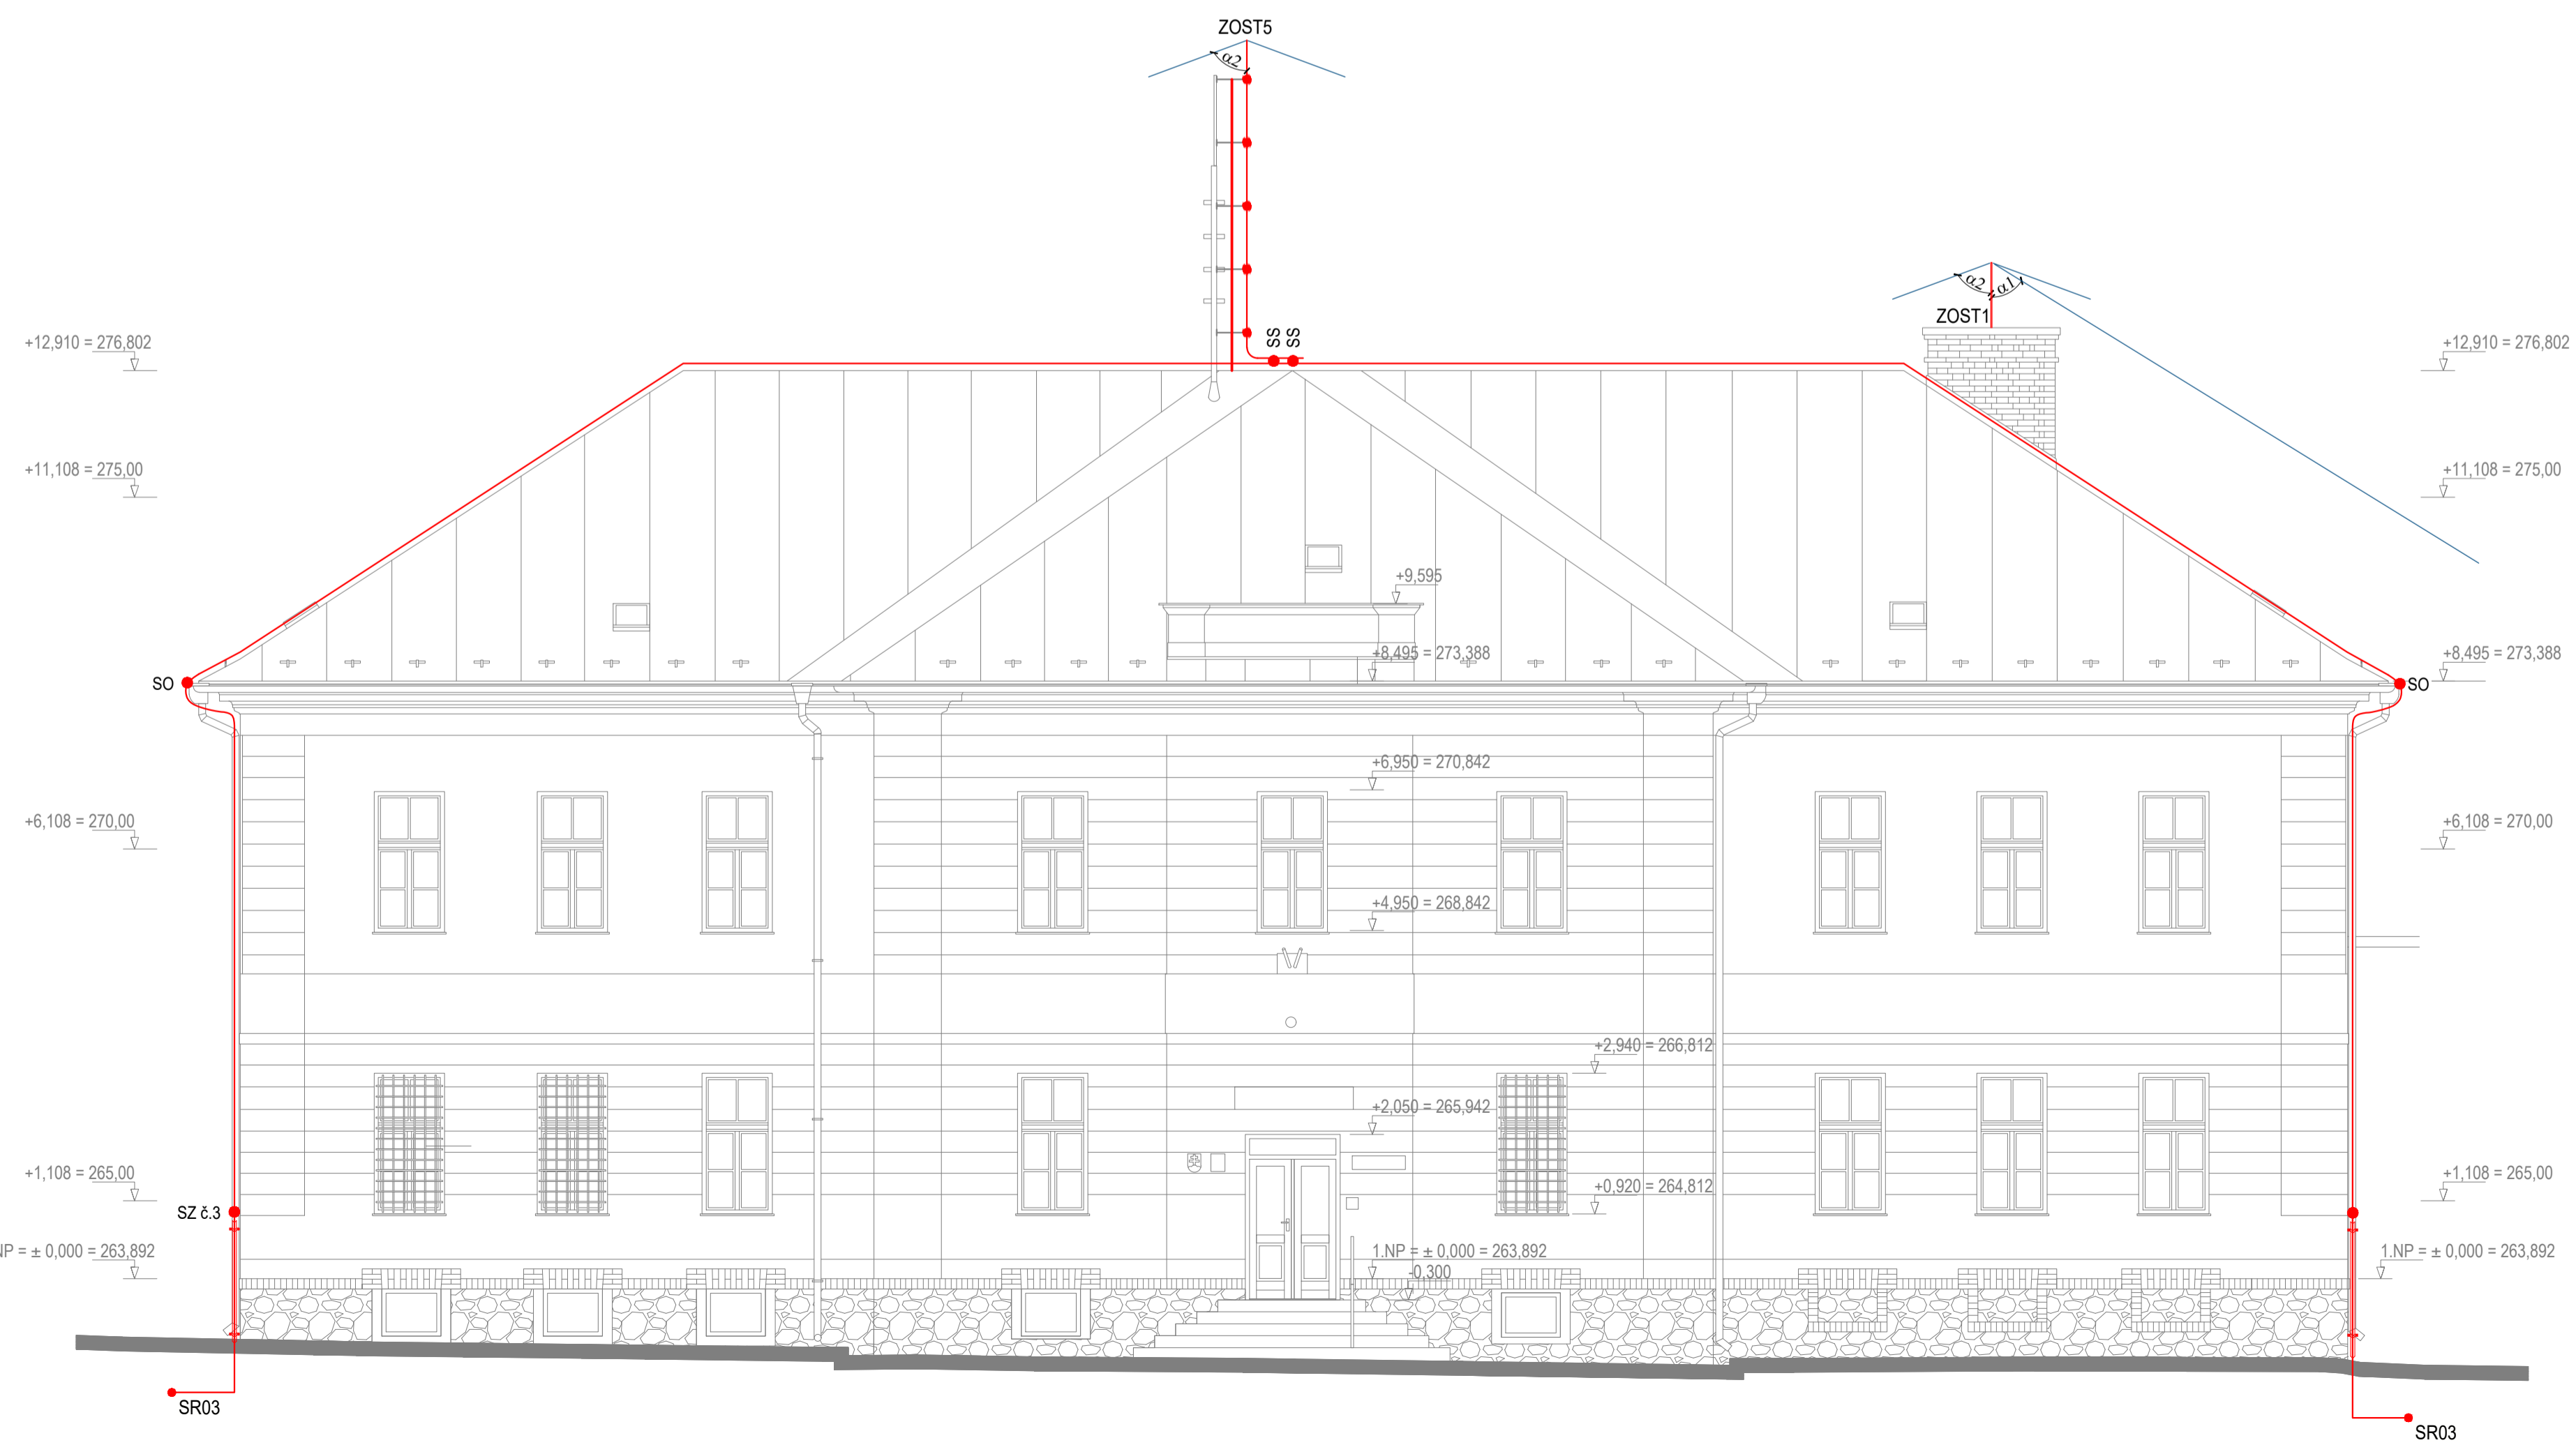 ZOST5
α2
SS SS
α2 α1
ZOST1
+12,910 = 276,802
+12,910 = 276,802
+11,108 = 275,00
+11,108 = 275,00
+9,595
+8,495 = 273,388
+8,495 = 273,388
SO
SO
+6,950 = 270,842
+6,108 = 270,00
+6,108 = 270,00
+4,950 = 268,842
+2,940 = 266,812
+2,050 = 265,942
+1,108 = 265,00
+1,108 = 265,00
+0,920 = 264,812
SZ č.3
NP = ± 0,000 = 263,892
1.NP = ± 0,000 = 263,892
1.NP = ± 0,000 = 263,892
-0,300
SR03
SR03